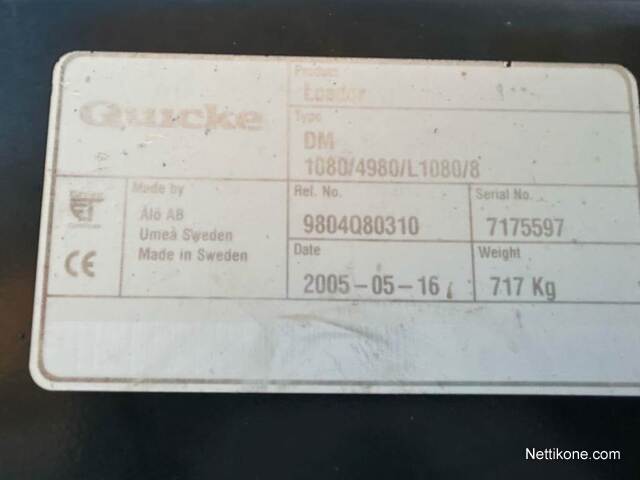 Quicke
Product
Loader
Type
DM
1080/4980/L1080/8
Made by
Ålö AB
Umeå Sweden
Made in Sweden
CE
Ref. No.
9804Q80310
Serial No.
7175597
Date
2005-05-16
Weight
717 Kg
Nettikone.com